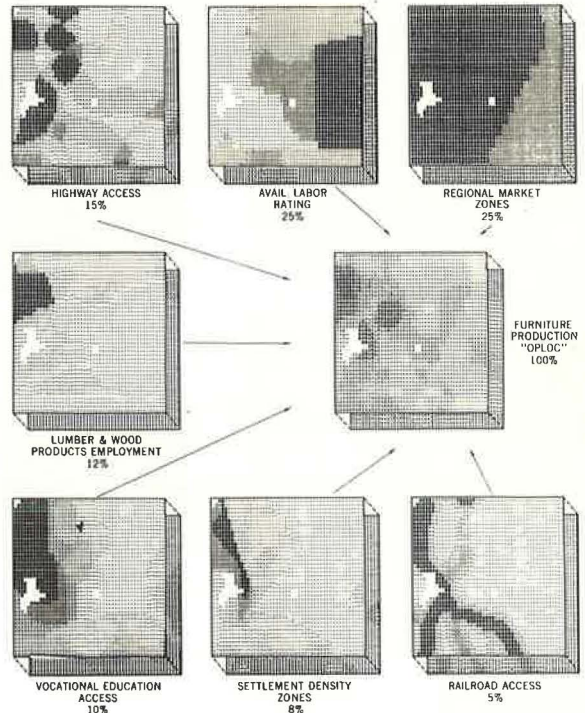 HIGHWAY ACCESS
15%
AVAIL. LABOR
RATING
25%
REGIONAL MARKET
ZONES
25%
FURNITURE
PRODUCTION
"OPLOC"
100%
LUMBER & WOOD
PRODUCTS EMPLOYMENT
12%
VOCATIONAL EDUCATION
ACCESS
10%
SETTLEMENT DENSITY
ZONES
8%
RAILROAD ACCESS
5%